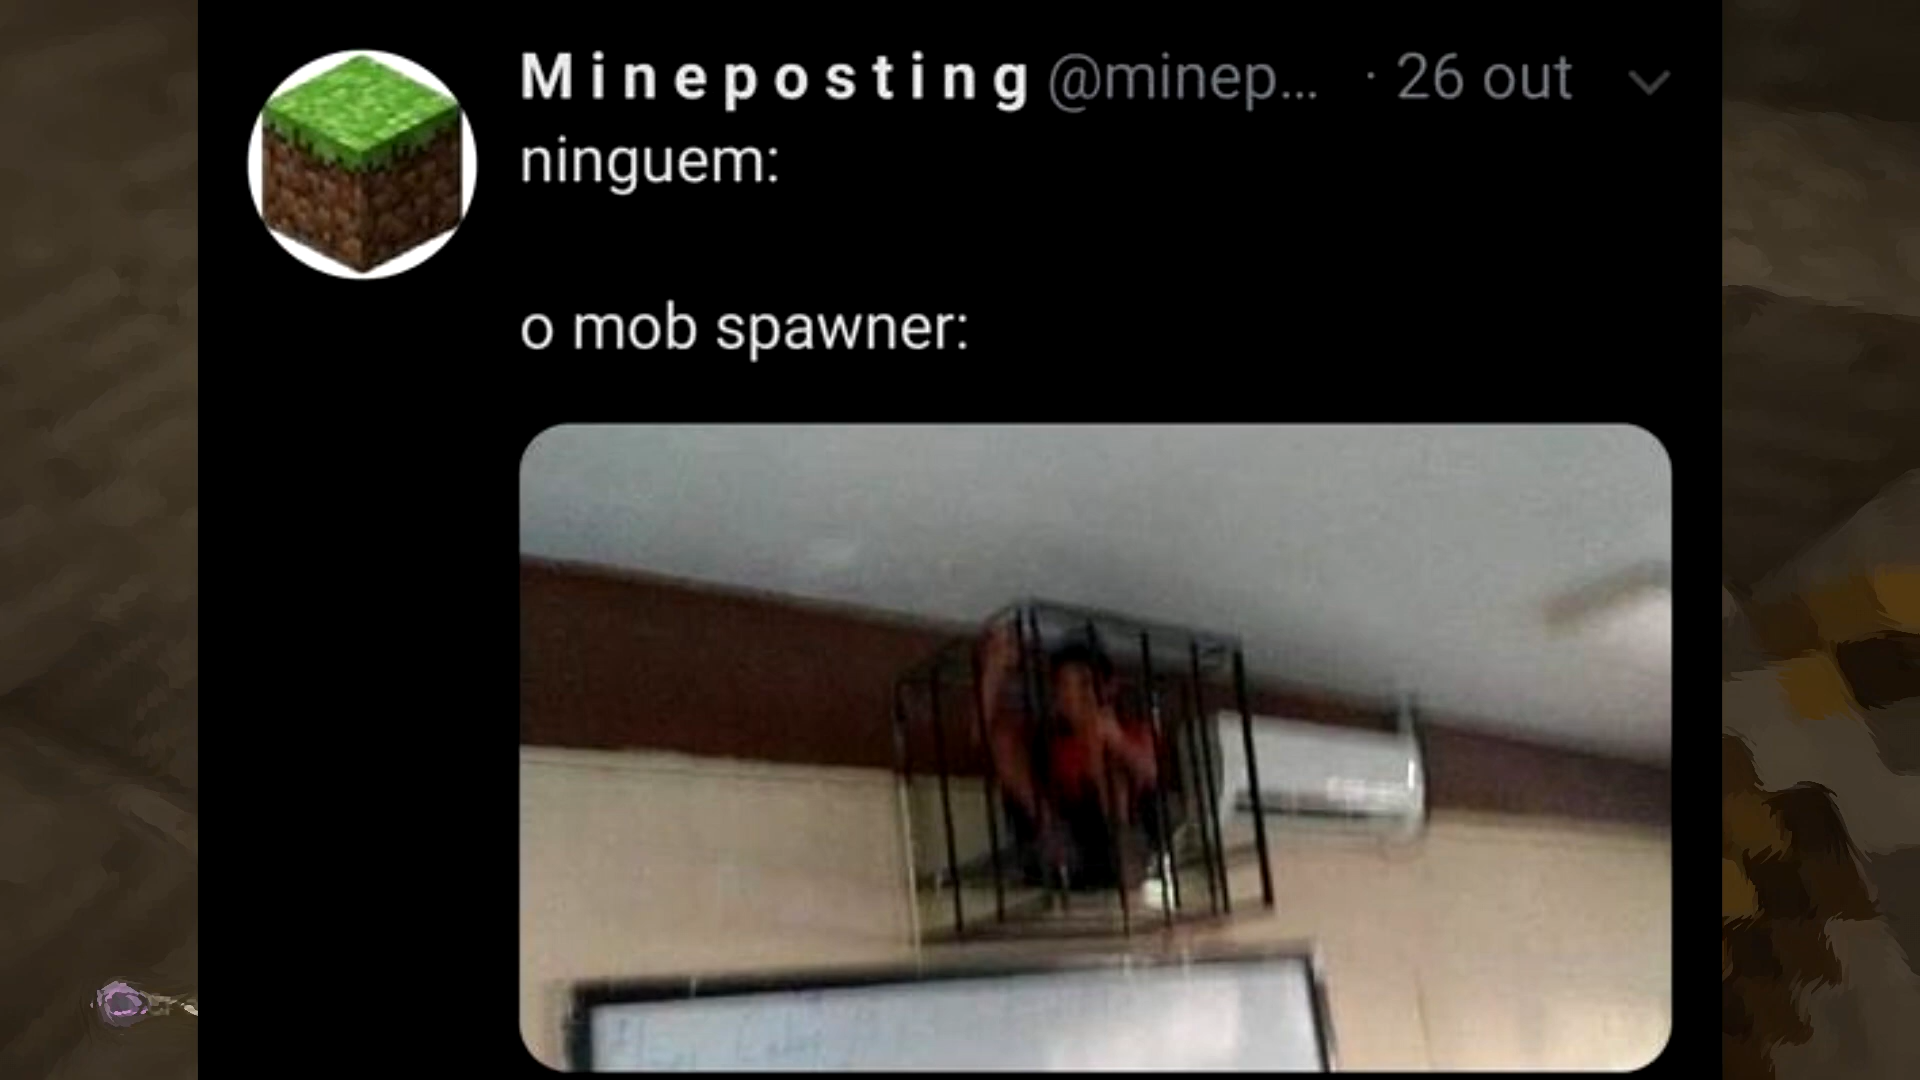 Mineposting @minep... · 26 out
ninguem:
o mob spawner: